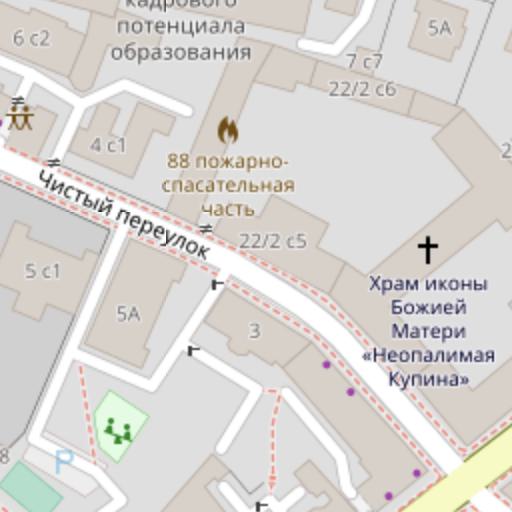 кадрового
потенциала
образования
6 с2
5А
7 с7
22/2 с6
4 с1
88 пожарно-
спасательная
часть
Чистый переулок
22/2 с5
5 с1
5А
3
Храм иконы
Божией
Матери
«Неопалимая
Купина»
P
8
2